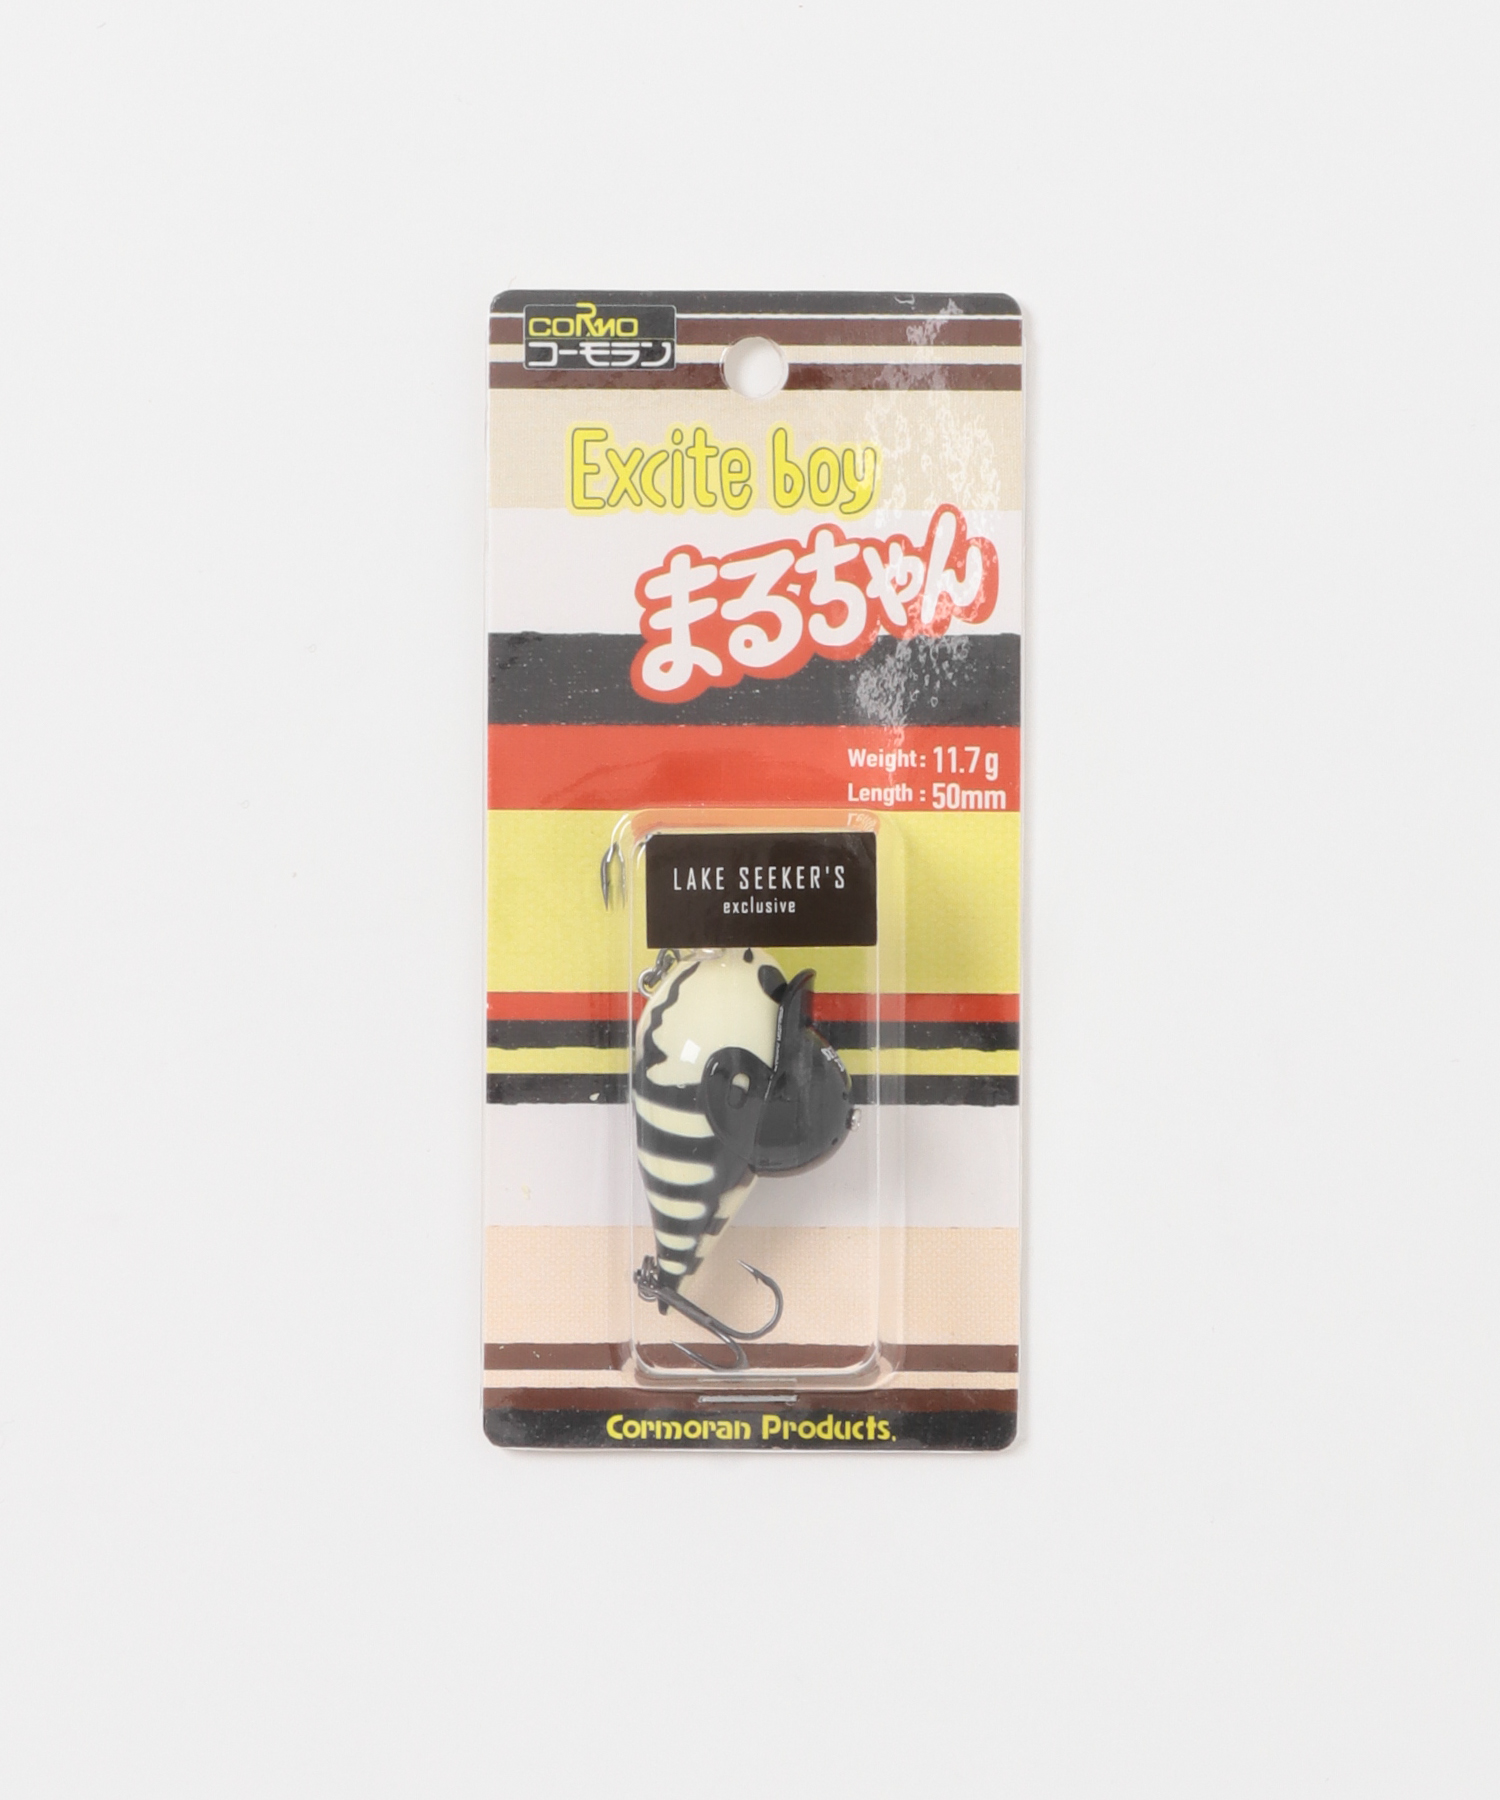 CORMO
コーモラン
Excite boy
まるちゃん
Weight: 11.7g
Length : 50mm
LAKE SEEKER'S
exclusive
Cormoran Products.